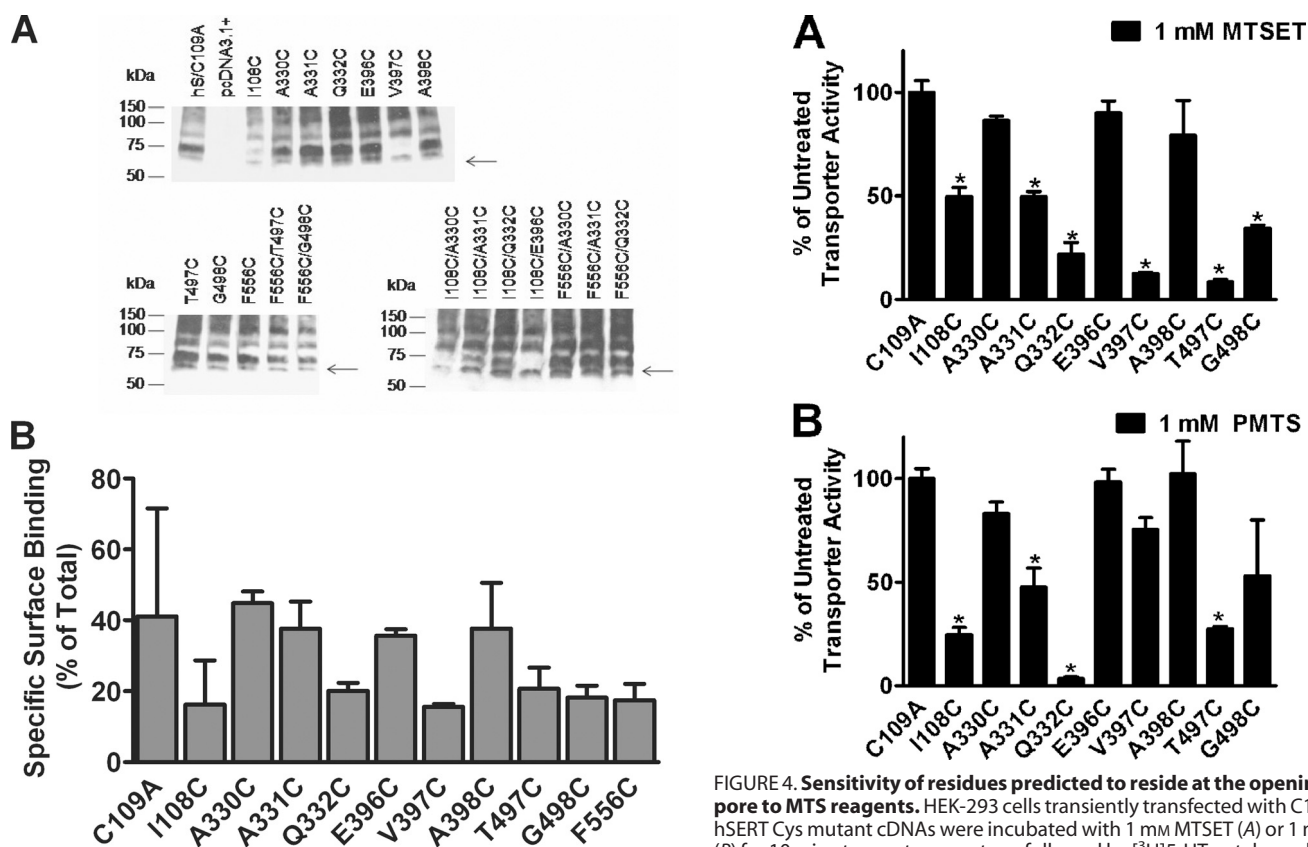 A
kDa
hS/C109A
pcDNA3.1+
I108C
A330C
A331C
Q332C
E396C
V397C
A398C
150
100
75
50
kDa
T497C
G498C
F556C
F556C/T497C
F556C/G498C
150
100
75
50
kDa
I108C/A330C
I108C/A331C
I108C/Q332C
I108C/E396C
F556C/A330C
F556C/A331C
F556C/Q332C
150
100
75
50
B
Specific Surface Binding
(% of Total)
80
60
40
20
0
C109A
I108C
A330C
A331C
Q332C
E396C
V397C
A398C
T497C
G498C
F556C
A
1 mM MTSET
% of Untreated
Transporter Activity
100
50
0
* * * * * *
C109A
I108C
A330C
A331C
Q332C
E396C
V397C
A398C
T497C
G498C
B
1 mM PMTS
% of Untreated
Transporter Activity
100
50
0
* * * *
C109A
I108C
A330C
A331C
Q332C
E396C
V397C
A398C
T497C
G498C
FIGURE 4. Sensitivity of residues predicted to reside at the openin
pore to MTS reagents. HEK-293 cells transiently transfected with C1
hSERT Cys mutant cDNAs were incubated with 1 mM MTSET (A) or 1 m